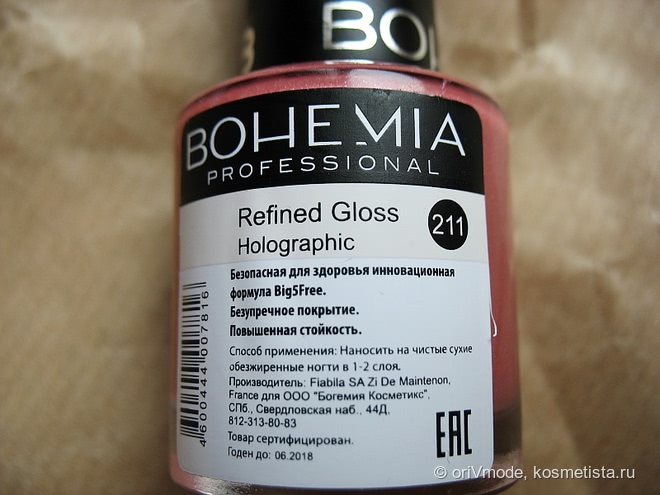 BOHEMIA
PROFESSIONAL
Refined Gloss
Holographic
211
Безопасная для здоровья инновационная
формула Big5Free.
Безупречное покрытие.
Повышенная стойкость.
Способ применения: Наносить на чистые сухие
обезжиренные ногти в 1-2 слоя.
Производитель: Fiabila SA Zi De Maintenon,
France для ООО "Богемия Косметикс",
СПб., Свердловская наб., 44Д,
812-313-80-83
Товар сертифицирован.
Годен до: 06.2018
EAC
4600444007816
© oriVmode, kosmetista.ru